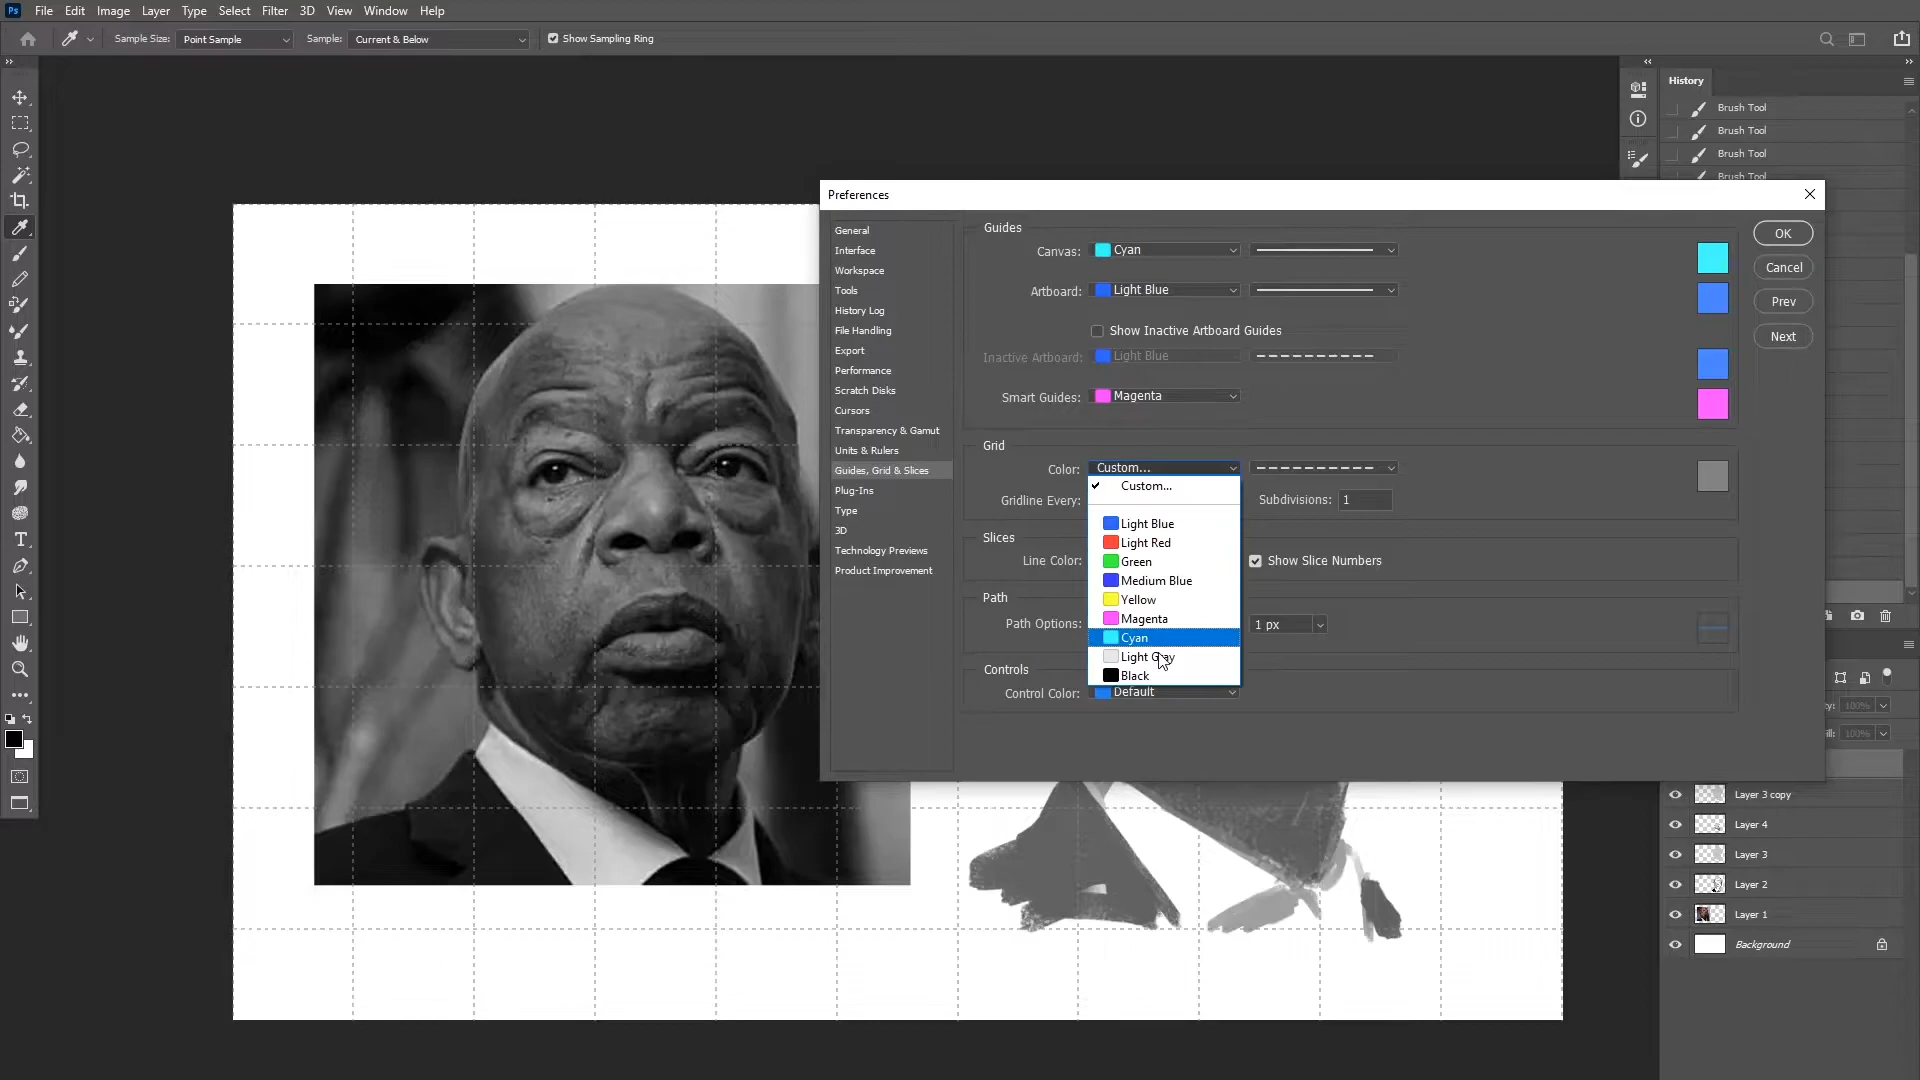 Ps File Edit Image Layer Type Select Filter 3D View Window Help
Sample Size: Point Sample Sample: Current & Below Show Sampling Ring
History
Brush Tool
Brush Tool
Brush Tool
Brush Tool
Preferences
General
Interface
Workspace
Tools
History Log
File Handling
Export
Performance
Scratch Disks
Cursors
Transparency & Gamut
Units & Rulers
Guides, Grid & Slices
Plug-Ins
Type
3D
Technology Previews
Product Improvement
Guides
Canvas: Cyan
Artboard: Light Blue
Show Inactive Artboard Guides
Inactive Artboard: Light Blue
Smart Guides: Magenta
Grid
Color: Custom...
Custom...
Gridline Every: Subdivisions: 1
Light Blue
Light Red
Green
Medium Blue
Yellow
Magenta
Cyan
Light Gray
Black
Slices
Line Color: Show Slice Numbers
Path
Path Options: 1 px
Controls
Control Color: Default
OK
Cancel
Prev
Next
100%
100%
Layer 3 copy
Layer 4
Layer 3
Layer 2
Layer 1
Background